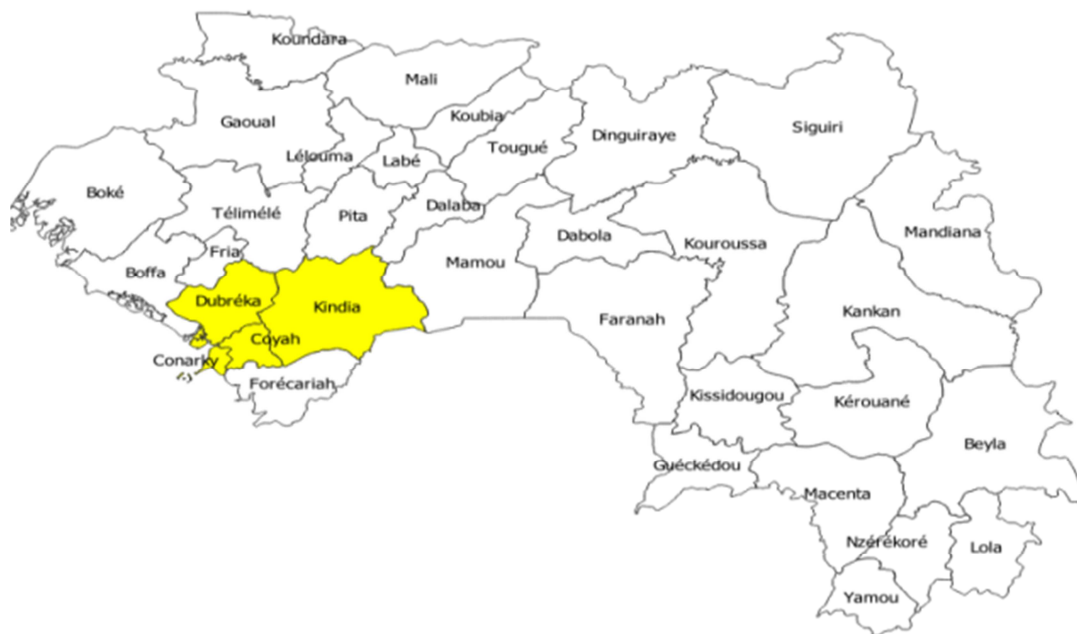 Koundara
Mali
Koubia
Gaoual
Siguiri
Dinguiraye
Tougué
Lélouma
Labé
Boké
Dalaba
Télimélé
Pita
Mandiana
Dabola
Kouroussa
Fria
Mamou
Boffa
Dubréka
Kindia
Kankan
Faranah
Coyah
Conarky
Forécariah
Kissidougou
Kérouané
Beyla
Guéckédou
Macenta
Nzérékoré
Lola
Yamou